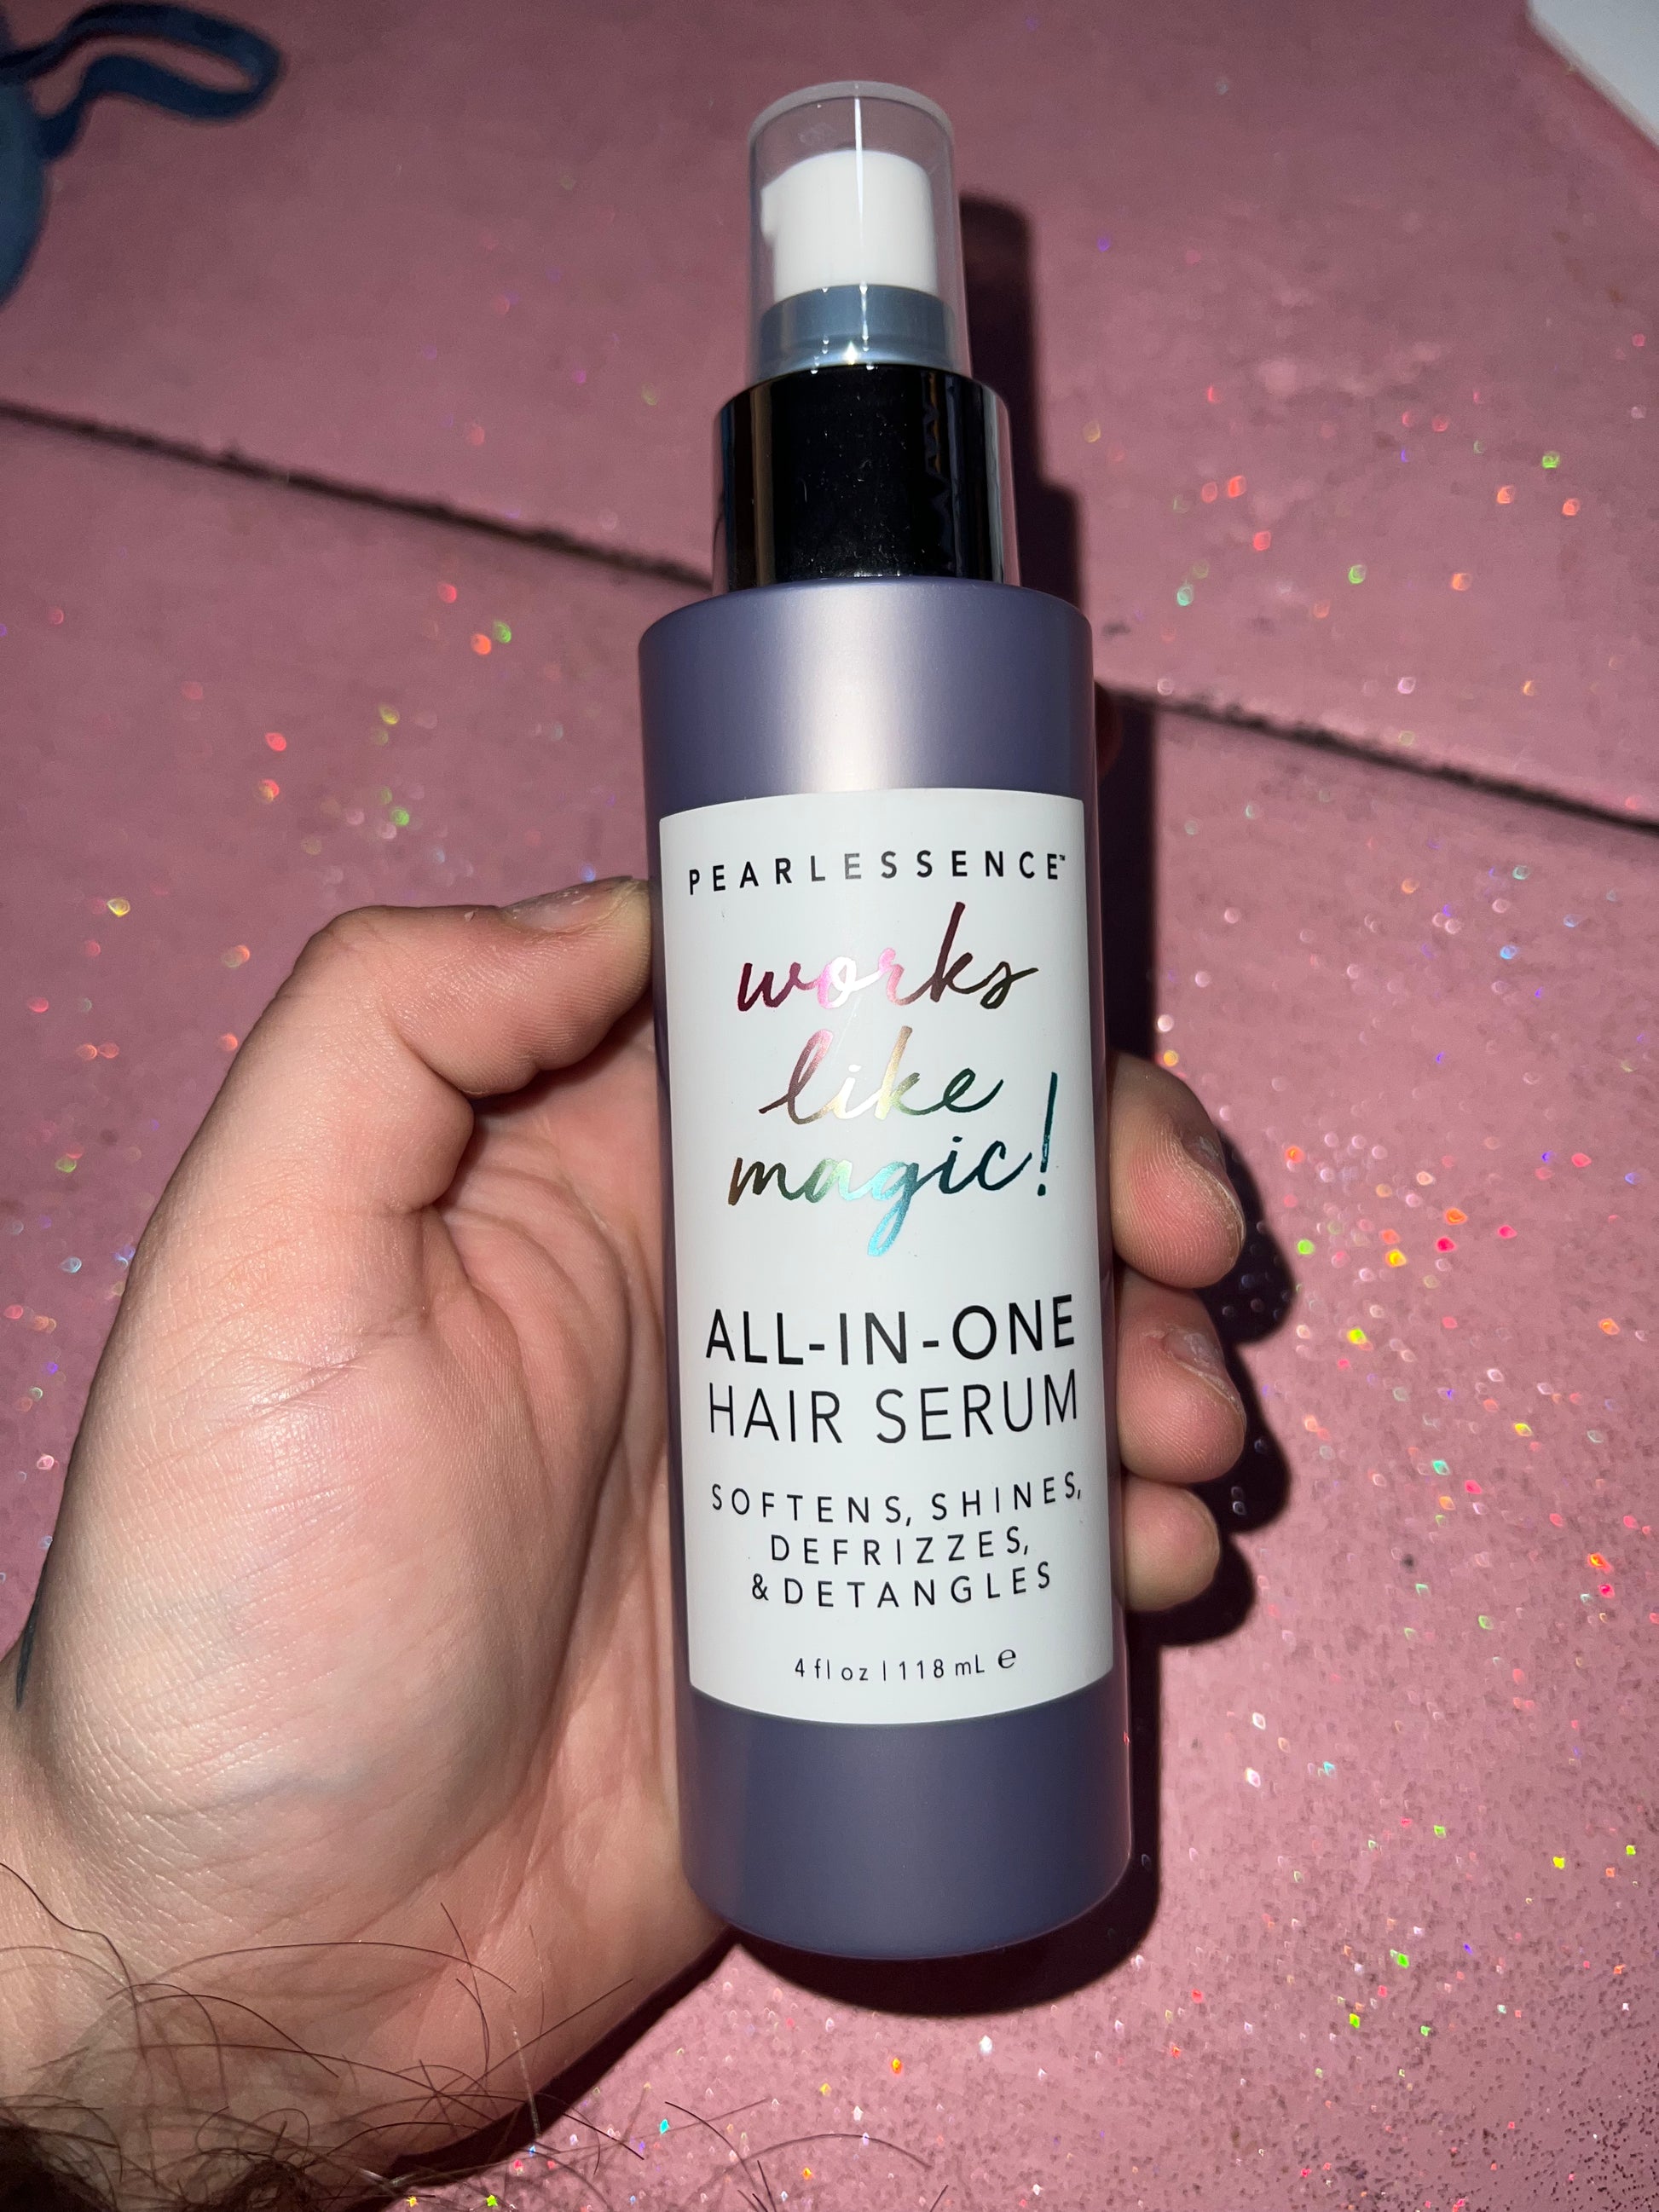 PEARLESSENCE™
works
like
magic!
ALL-IN-ONE
HAIR SERUM
SOFTENS, SHINES,
DEFRIZZES,
& DETANGLES
4 fl oz | 118 mL ℮